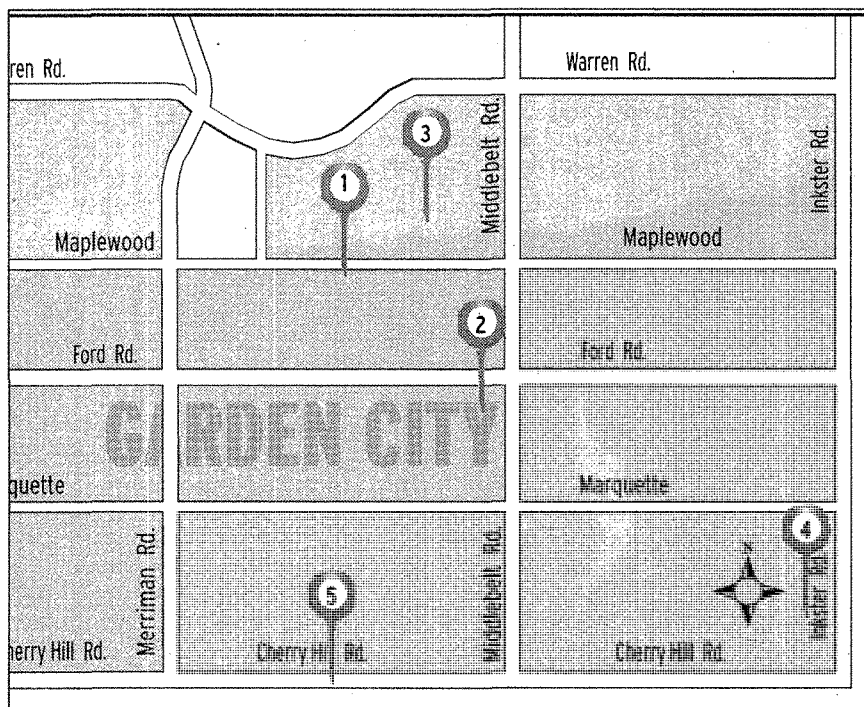 ren Rd.
Warren Rd.
Middlebelt Rd.
Inkster Rd.
3
1
Maplewood
Maplewood
2
Ford Rd.
Ford Rd.
GARDEN CITY
quette
Marquette
4
N
Merriman Rd.
Middlebelt Rd.
Inkster Rd.
5
herry Hill Rd.
Cherry Hill Rd.
Cherry Hill Rd.